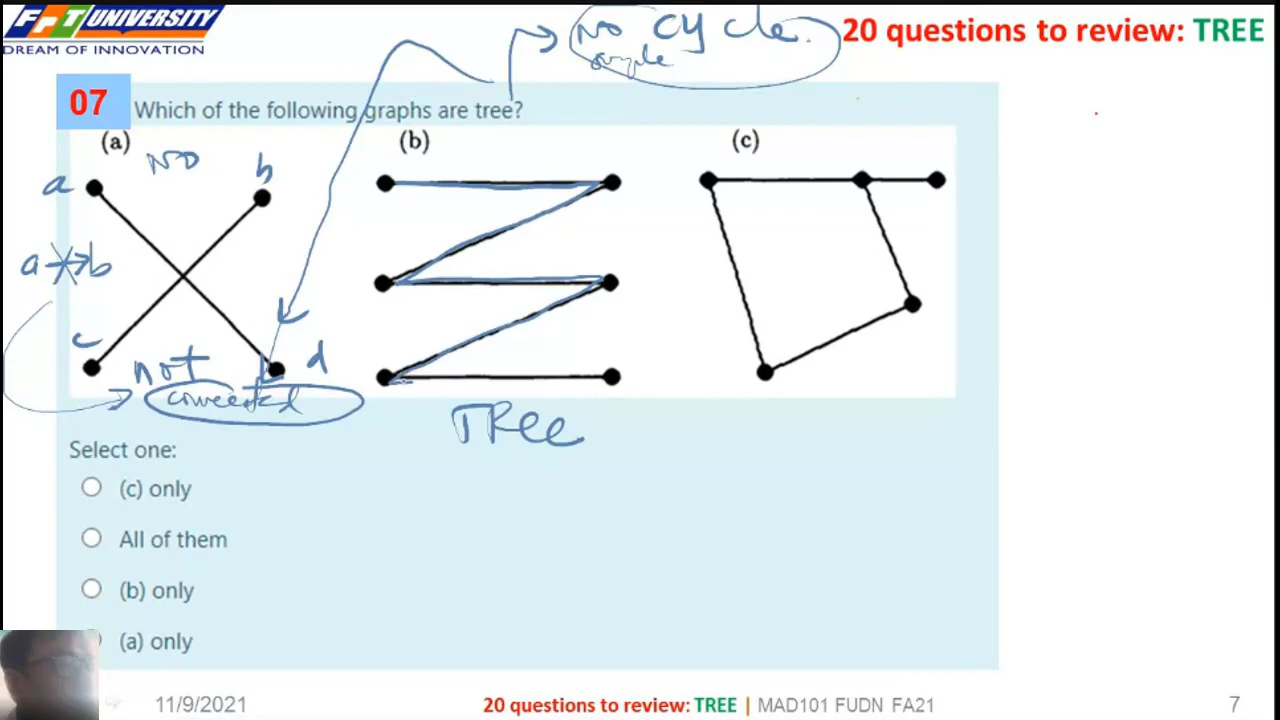 FPT UNIVERSITY
DREAM OF INNOVATION
No cycle.
simple
20 questions to review: TREE
07
Which of the following graphs are tree?
(a)
(b)
(c)
NO
a
b
a → b
c
d
not
connected
TRee
Select one:
(c) only
All of them
(b) only
(a) only
11/9/2021
20 questions to review: TREE | MAD101 FUDN FA21
7